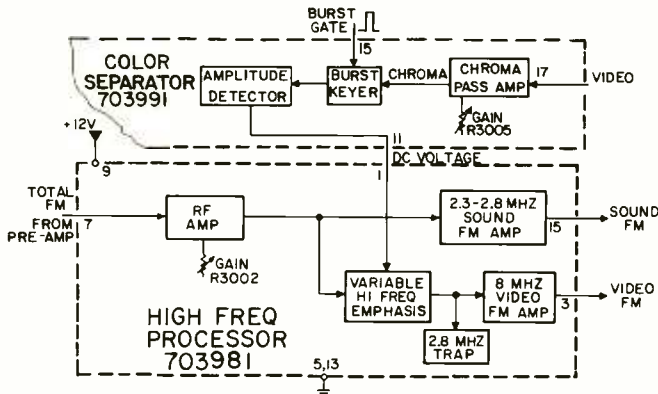 BURST
GATE
15
COLOR
SEPARATOR
703991
AMPLITUDE
DETECTOR
BURST
KEYER
CHROMA
CHROMA
PASS AMP
17
VIDEO
GAIN
R3005
+12V
9
11
DC VOLTAGE
1
TOTAL
FM
FROM
PRE-AMP
7
RF
AMP
GAIN
R3002
2.3-2.8 MHZ
SOUND
FM AMP
15
SOUND
FM
VARIABLE
HI FREQ
EMPHASIS
8 MHZ
VIDEO
FM AMP
3
VIDEO
FM
2.8 MHZ
TRAP
HIGH FREQ
PROCESSOR
703981
5,13